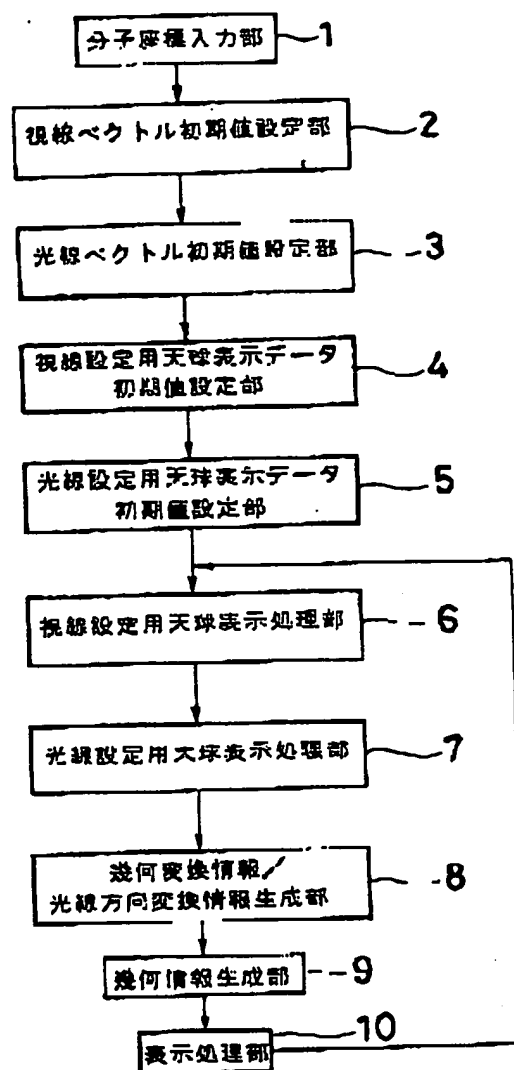 分子座標入力部
1
視線ベクトル初期値設定部
2
光線ベクトル初期値設定部
3
視線設定用天球表示データ
初期値設定部
4
光線設定用天球表示データ
初期値設定部
5
視線設定用天球表示処理部
6
光線設定用天球表示処理部
7
幾何変換情報/
光線方向変換情報生成部
8
幾何情報生成部
9
10
表示処理部